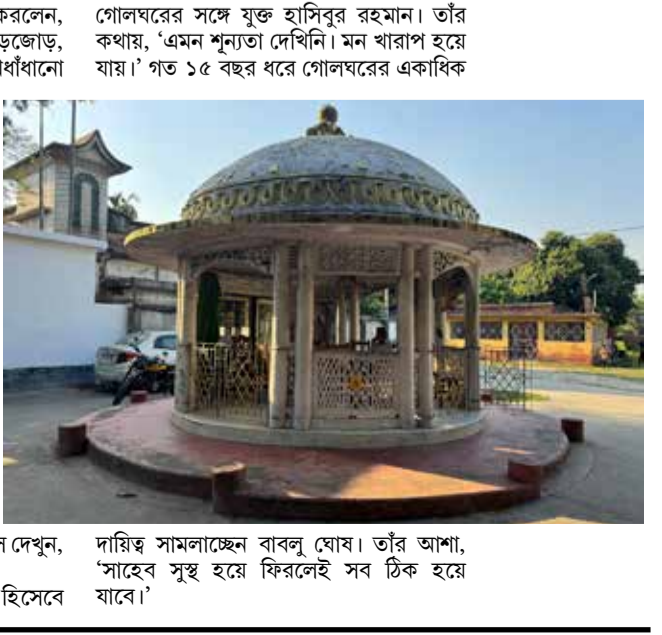 করলেন,
ড়জোড়,
ধাঁধানো
গোলঘরের সঙ্গে যুক্ত হাসিবুর রহমান। তাঁর
কথায়, ‘এমন শূন্যতা দেখিনি। মন খারাপ হয়ে
যায়।’ গত ১৫ বছর ধরে গোলঘরের একাধিক
দেখুন,
হিসেবে
দায়িত্ব সামলাচ্ছেন বাবলু ঘোষ। তাঁর আশা,
‘সাহেব সুস্থ হয়ে ফিরলেই সব ঠিক হয়ে
যাবে।’